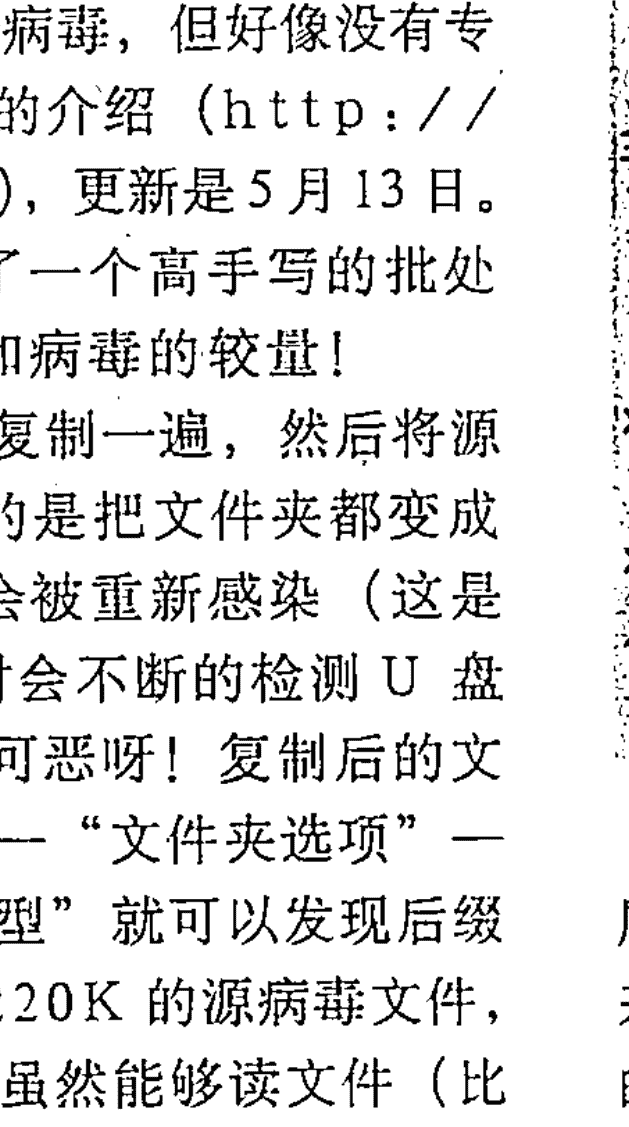 病毒，但好像没有专
的介绍（http：//
)，更新是5月13日。
了一个高手写的批处
和病毒的较量！
复制一遍，然后将源
的是把文件夹都变成
会被重新感染（这是
时会不断的检测U盘
可恶呀！复制后的文
—“文件夹选项”—
型”就可以发现后缀
20K的源病毒文件，
虽然能够读文件（比